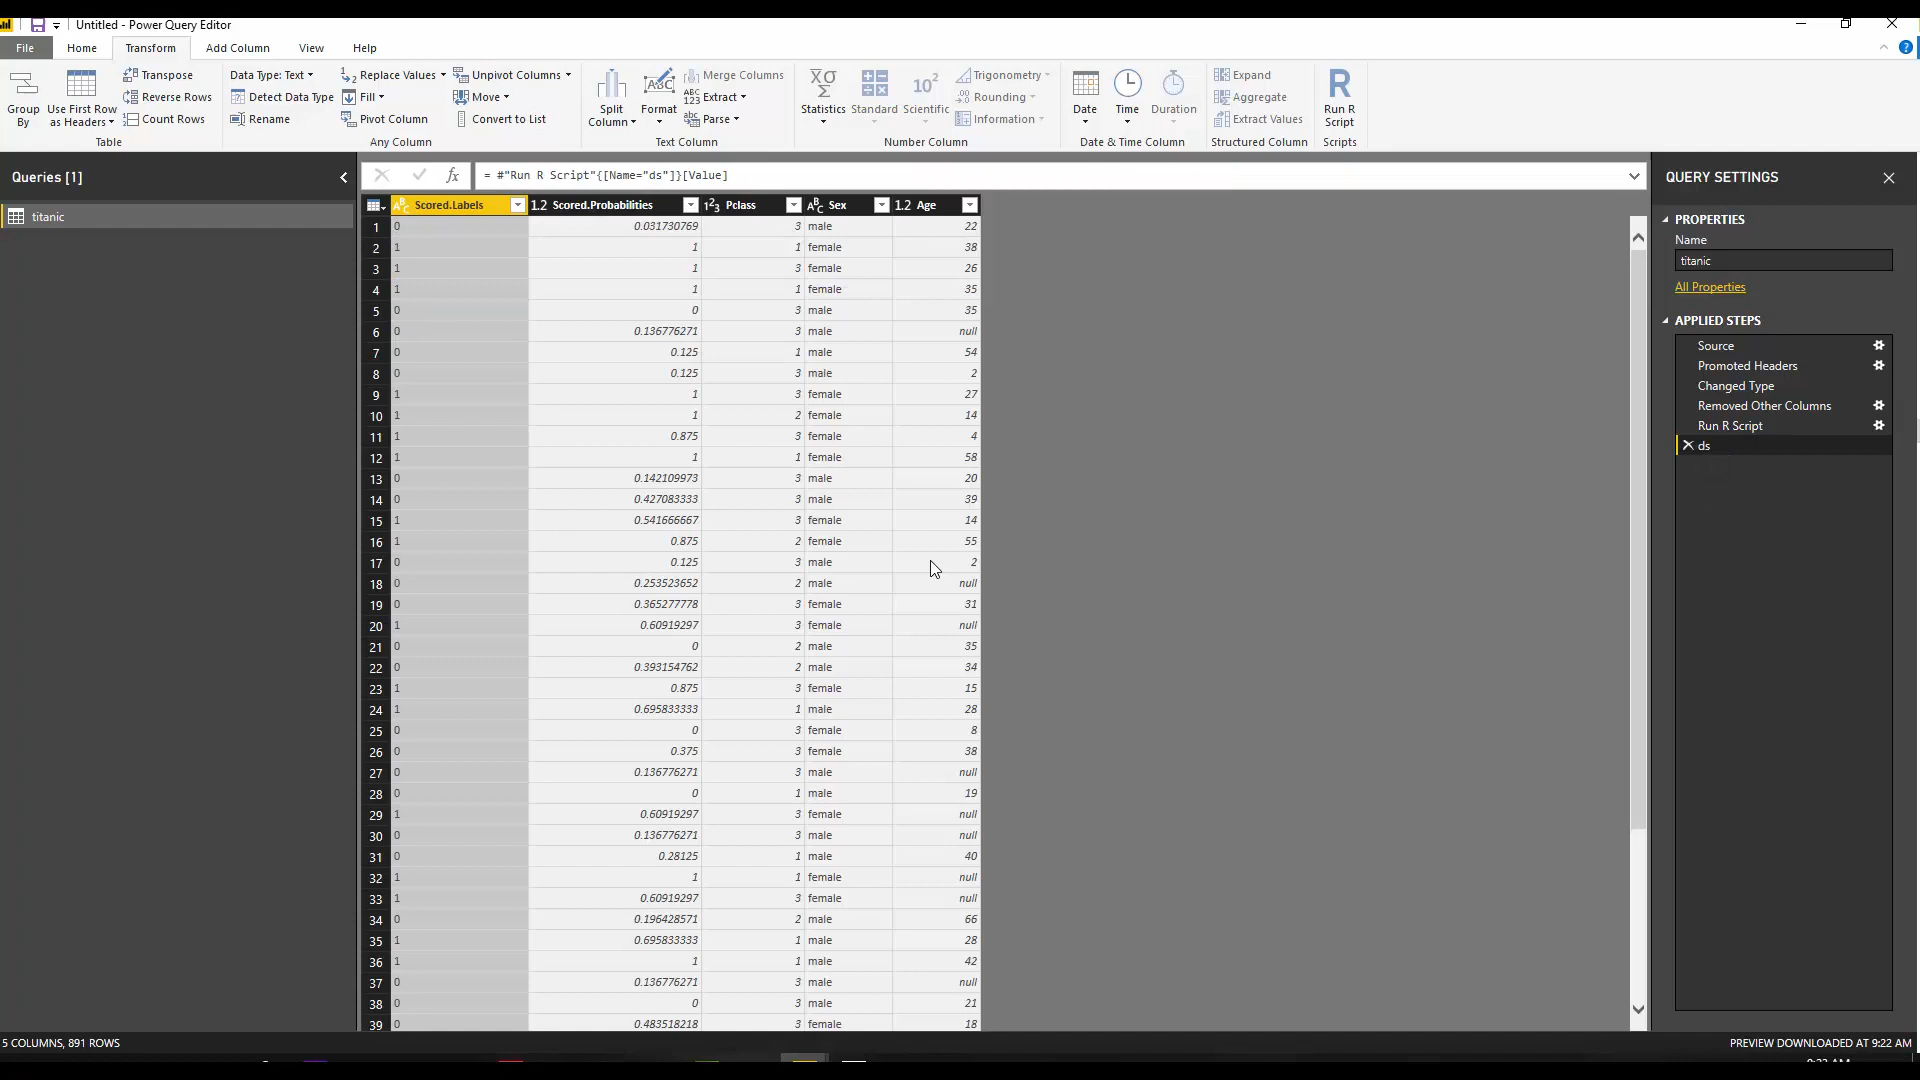 Untitled - Power Query Editor
File Home Transform Add Column View Help
Group By
Use First Row as Headers
Transpose
Reverse Rows
Count Rows
Table
Data Type: Text
Detect Data Type
Rename
Replace Values
Fill
Pivot Column
Unpivot Columns
Move
Convert to List
Any Column
Split Column
Format
Merge Columns
Extract
Parse
Text Column
Statistics
Standard
Scientific
Trigonometry
Rounding
Information
Number Column
Date
Time
Duration
Date & Time Column
Expand
Aggregate
Extract Values
Structured Column
Run R Script
Scripts
Queries [1]
titanic
fx = #"Run R Script"{[Name="ds"]}[Value]
Scored.Labels 1.2 Scored.Probabilities 123 Pclass ABC Sex 1.2 Age
1 0 0.031730769 3 male 22
2 1 1 1 female 38
3 1 1 3 female 26
4 1 1 1 female 35
5 0 0 3 male 35
6 0 0.136776271 3 male null
7 0 0.125 1 male 54
8 0 0.125 3 male 2
9 1 1 3 female 27
10 1 1 2 female 14
11 1 0.875 3 female 4
12 1 1 1 female 58
13 0 0.142109973 3 male 20
14 0 0.427083333 3 male 39
15 1 0.541666667 3 female 14
16 1 0.875 2 female 55
17 0 0.125 3 male 2
18 0 0.253523652 2 male null
19 0 0.365277778 3 female 31
20 1 0.60919297 3 female null
21 0 0 2 male 35
22 0 0.393154762 2 male 34
23 1 0.875 3 female 15
24 1 0.695833333 1 male 28
25 0 0 3 female 8
26 0 0.375 3 female 38
27 0 0.136776271 3 male null
28 0 0 1 male 19
29 1 0.60919297 3 female null
30 0 0.136776271 3 male null
31 0 0.28125 1 male 40
32 1 1 1 female null
33 1 0.60919297 3 female null
34 0 0.196428571 2 male 66
35 1 0.695833333 1 male 28
36 1 1 1 male 42
37 0 0.136776271 3 male null
38 0 0 3 male 21
39 0 0.483518218 3 female 18
QUERY SETTINGS
PROPERTIES
Name
titanic
All Properties
APPLIED STEPS
Source
Promoted Headers
Changed Type
Removed Other Columns
Run R Script
ds
5 COLUMNS, 891 ROWS
PREVIEW DOWNLOADED AT 9:22 AM